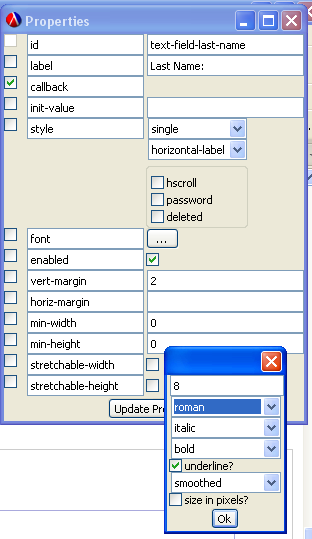 Properties
id text-field-last-name
label Last Name:
callback
init-value
style single
horizontal-label
hscroll
password
deleted
font ...
enabled
vert-margin 2
horiz-margin
min-width 0
min-height 0
stretchable-width
8
stretchable-height
roman
Update Pro
italic
bold
underline?
smoothed
size in pixels?
Ok